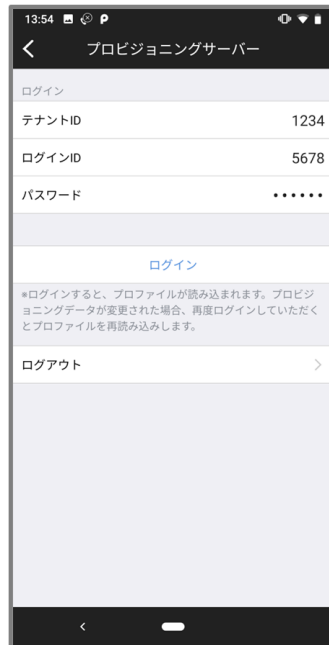 13:54
プロビジョニングサーバー
ログイン
テナントID 1234
ログインID 5678
パスワード ••••••
ログイン
※ログインすると、プロファイルが読み込まれます。プロビジ
ョニングデータが変更された場合、再度ログインしていただく
とプロファイルを再読み込みします。
ログアウト